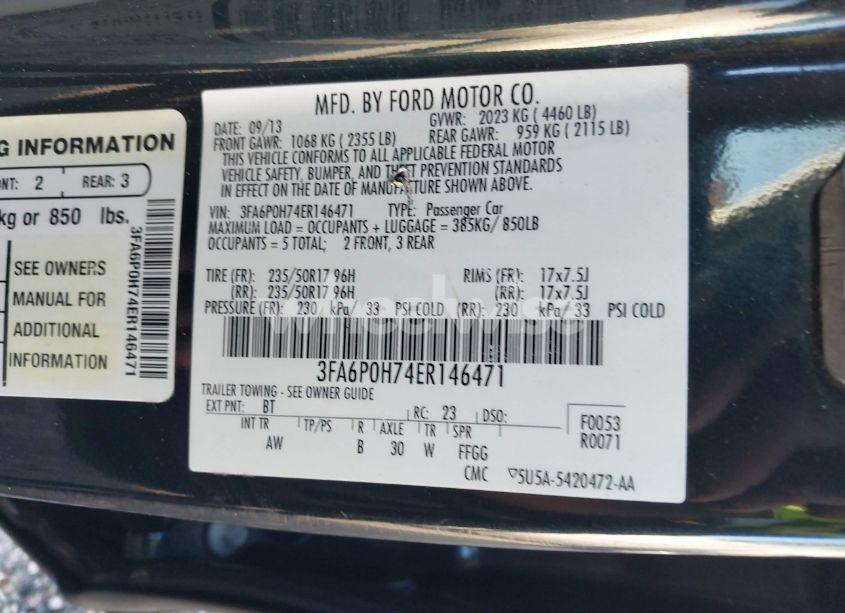 MFD. BY FORD MOTOR CO.
DATE: 09/13 GVWR: 2023 KG ( 4460 LB)
FRONT GAWR: 1068 KG ( 2355 LB) REAR GAWR: 959 KG ( 2115 LB)
THIS VEHICLE CONFORMS TO ALL APPLICABLE FEDERAL MOTOR
VEHICLE SAFETY, BUMPER, AND THEFT PREVENTION STANDARDS
IN EFFECT ON THE DATE OF MANUFACTURE SHOWN ABOVE.
VIN: 3FA6P0H74ER146471 TYPE: Passenger Car
MAXIMUM LOAD = OCCUPANTS + LUGGAGE = 385KG/ 850LB
OCCUPANTS = 5 TOTAL; 2 FRONT, 3 REAR
TIRE (FR): 235/50R17 96H RIMS (FR): 17x7.5J
(RR): 235/50R17 96H (RR): 17x7.5J
PRESSURE (FR): 230 kPa/ 33 PSI COLD (RR): 230 kPa/33 PSI COLD
3FA6P0H74ER146471
TRAILER TOWING - SEE OWNER GUIDE
EXT PNT: BT RC: 23 DSO: F0053
INT TR TP/PS R AXLE TR SPR R0071
AW B 30 W FFGG
CMC 5U5A-5420472-AA
G INFORMATION
NT: 2 REAR: 3
kg or 850 lbs.
SEE OWNERS
MANUAL FOR
ADDITIONAL
INFORMATION
3FA6P0H74ER146471